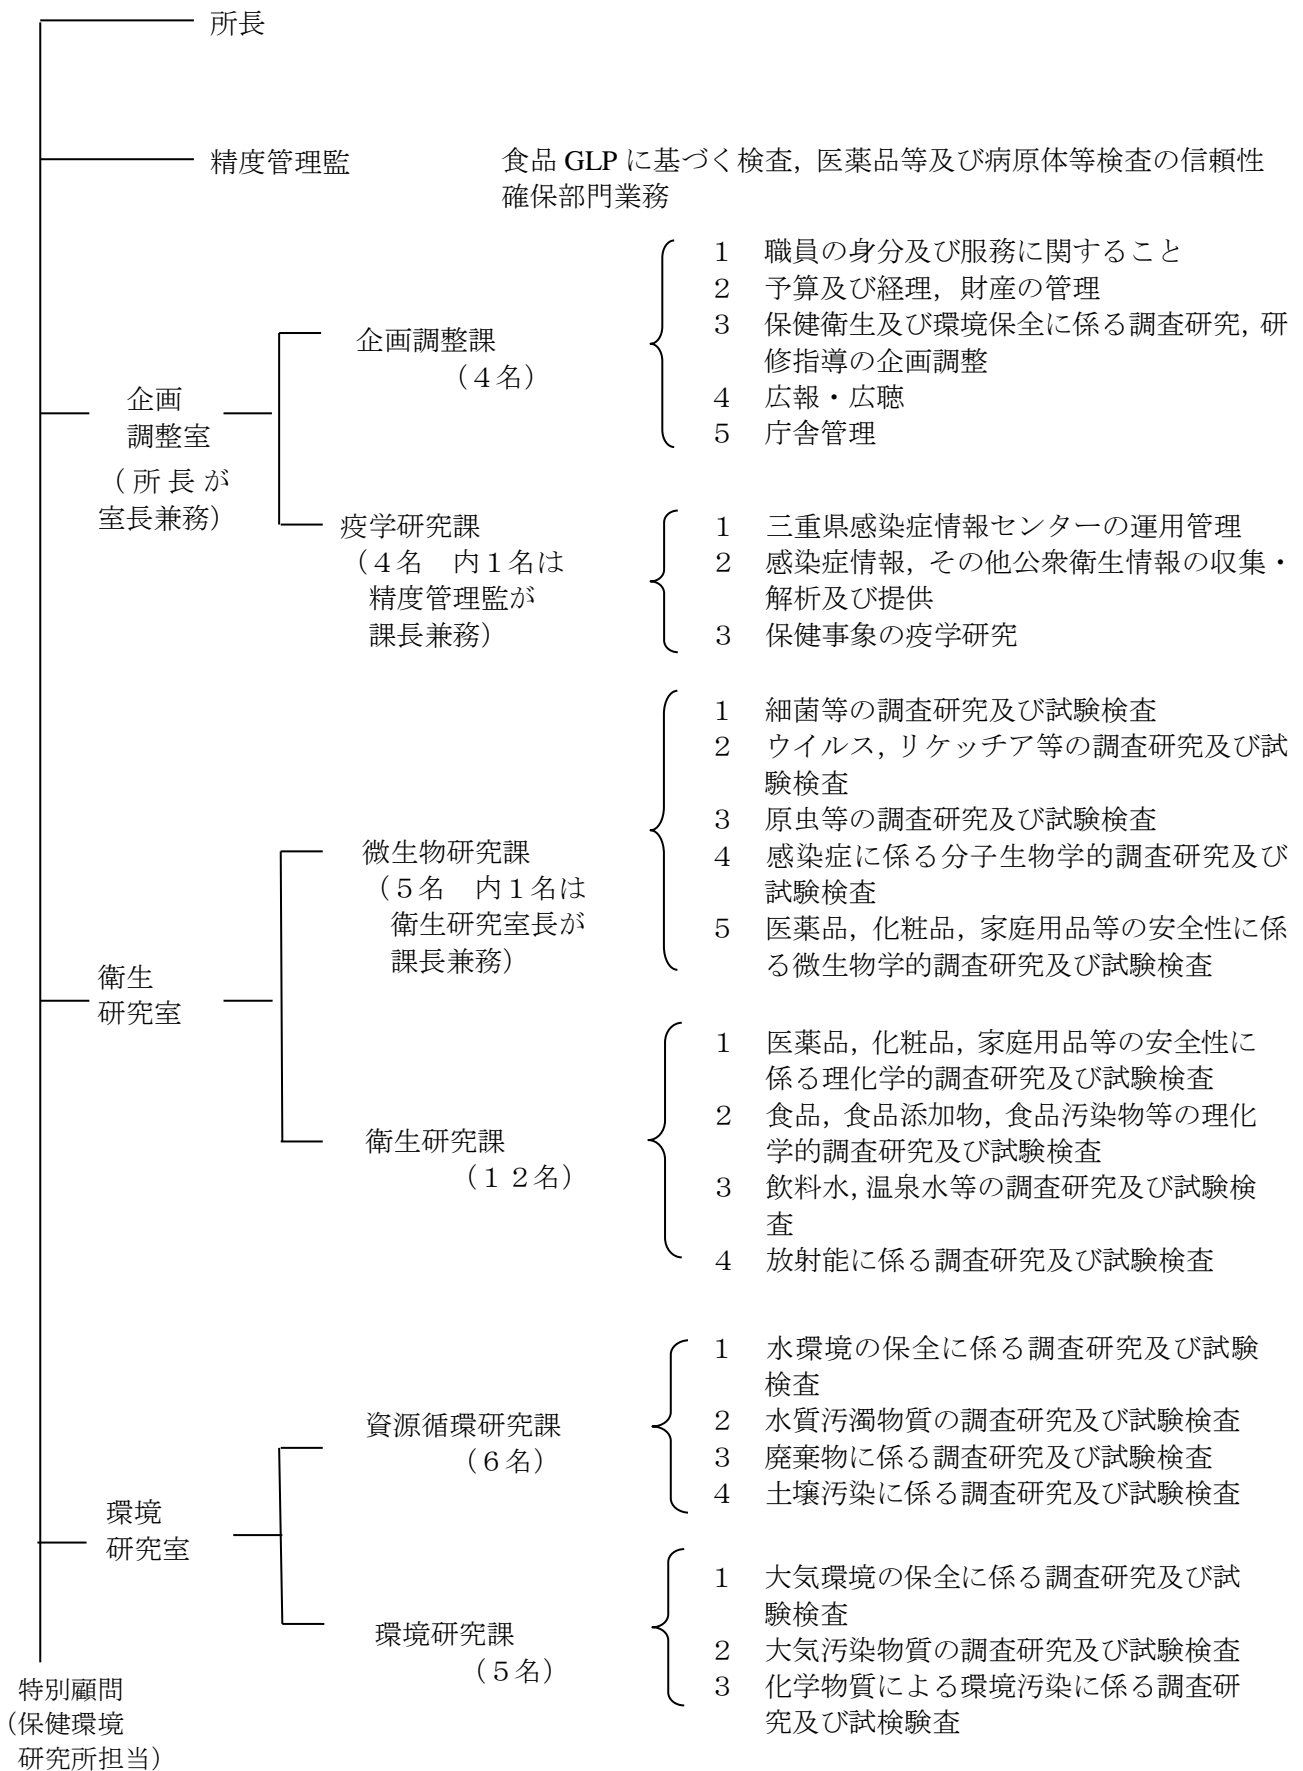 所長
精度管理監
食品 GLP に基づく検査, 医薬品等及び病原体等検査の信頼性
確保部門業務
企画
調整室
（所長が
室長兼務）
企画調整課
（４名）
１ 職員の身分及び服務に関すること
２ 予算及び経理, 財産の管理
３ 保健衛生及び環境保全に係る調査研究, 研
修指導の企画調整
４ 広報・広聴
５ 庁舎管理
疫学研究課
（４名　内１名は
精度管理監が
課長兼務）
１ 三重県感染症情報センターの運用管理
２ 感染症情報, その他公衆衛生情報の収集・
解析及び提供
３ 保健事象の疫学研究
衛生
研究室
微生物研究課
（５名　内１名は
衛生研究室長が
課長兼務）
１ 細菌等の調査研究及び試験検査
２ ウイルス, リケッチア等の調査研究及び試
験検査
３ 原虫等の調査研究及び試験検査
４ 感染症に係る分子生物学的調査研究及び
試験検査
５ 医薬品, 化粧品, 家庭用品等の安全性に係
る微生物学的調査研究及び試験検査
衛生研究課
（１２名）
１ 医薬品, 化粧品, 家庭用品等の安全性に
係る理化学的調査研究及び試験検査
２ 食品, 食品添加物, 食品汚染物等の理化
学的調査研究及び試験検査
３ 飲料水, 温泉水等の調査研究及び試験検
査
４ 放射能に係る調査研究及び試験検査
環境
研究室
資源循環研究課
（６名）
１ 水環境の保全に係る調査研究及び試験
検査
２ 水質汚濁物質の調査研究及び試験検査
３ 廃棄物に係る調査研究及び試験検査
４ 土壌汚染に係る調査研究及び試験検査
環境研究課
（５名）
１ 大気環境の保全に係る調査研究及び試
験検査
２ 大気汚染物質の調査研究及び試験検査
３ 化学物質による環境汚染に係る調査研
究及び試検験査
特別顧問
（保健環境
研究所担当）